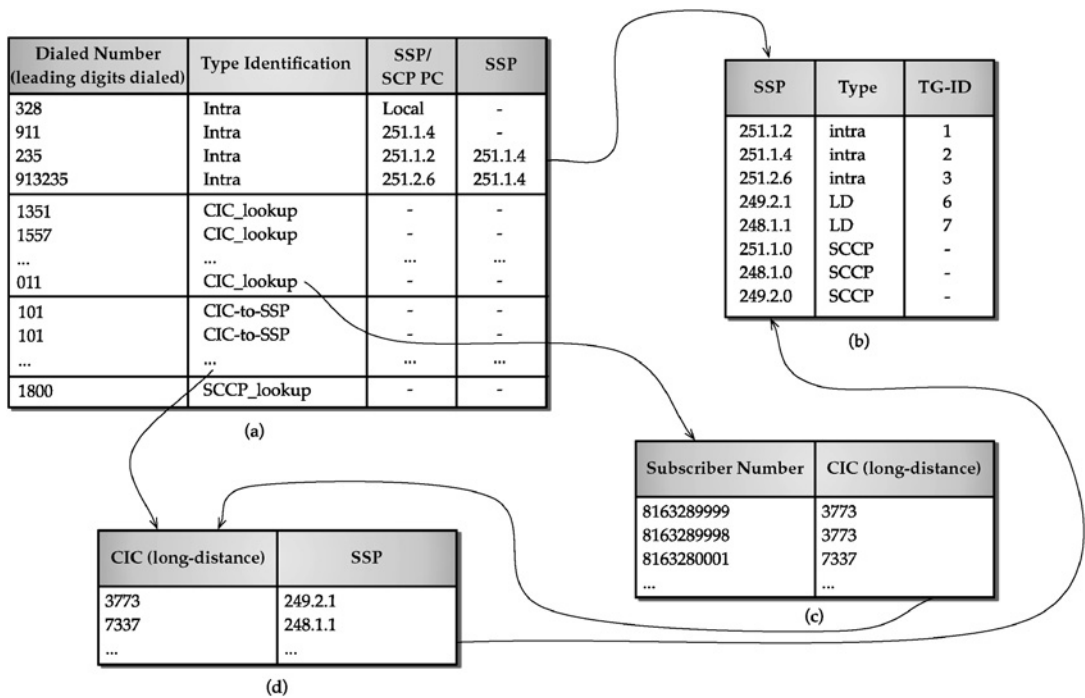 Dialed Number (leading digits dialed) Type Identification SSP/ SCP PC SSP
328 Intra Local -
911 Intra 251.1.4 -
235 Intra 251.1.2 251.1.4
913235 Intra 251.2.6 251.1.4
1351 CIC_lookup - -
1557 CIC_lookup - -
... ... ... ...
011 CIC_lookup - -
101 CIC-to-SSP - -
101 CIC-to-SSP - -
... ... ... ...
1800 SCCP_lookup - -
(a)
SSP Type TG-ID
251.1.2 intra 1
251.1.4 intra 2
251.2.6 intra 3
249.2.1 LD 6
248.1.1 LD 7
251.1.0 SCCP -
248.1.0 SCCP -
249.2.0 SCCP -
(b)
Subscriber Number CIC (long-distance)
8163289999 3773
8163289998 3773
8163280001 7337
... ...
(c)
CIC (long-distance) SSP
3773 249.2.1
7337 248.1.1
... ...
(d)